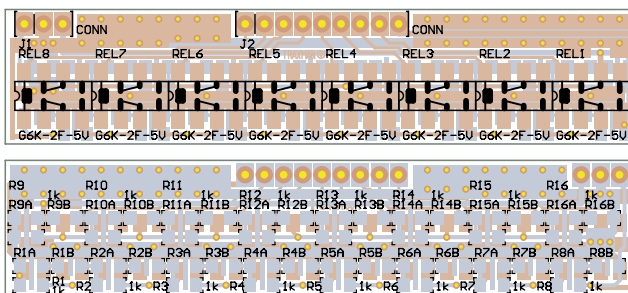 CONN CONN
J1 J2
REL8 REL7 REL6 REL5 REL4 REL3 REL2 REL1
G6K-2F-5V G6K-2F-5V G6K-2F-5V G6K-2F-5V G6K-2F-5V G6K-2F-5V G6K-2F-5V G6K-2F-5V
R9 R10 R11 R12 R13 R14 R15 R16
1k 1k 1k 1k 1k 1k 1k 1k
R9A R9B R10A R10B R11A R11B R12A R12B R13A R13B R14A R14B R15A R15B R16A R16B
R1A R1B R2A R2B R3A R3B R4A R4B R5A R5B R6A R6B R7A R7B R8A R8B
R1 R2 R3 R4 R5 R6 R7 R8
1k 1k 1k 1k 1k 1k 1k 1k